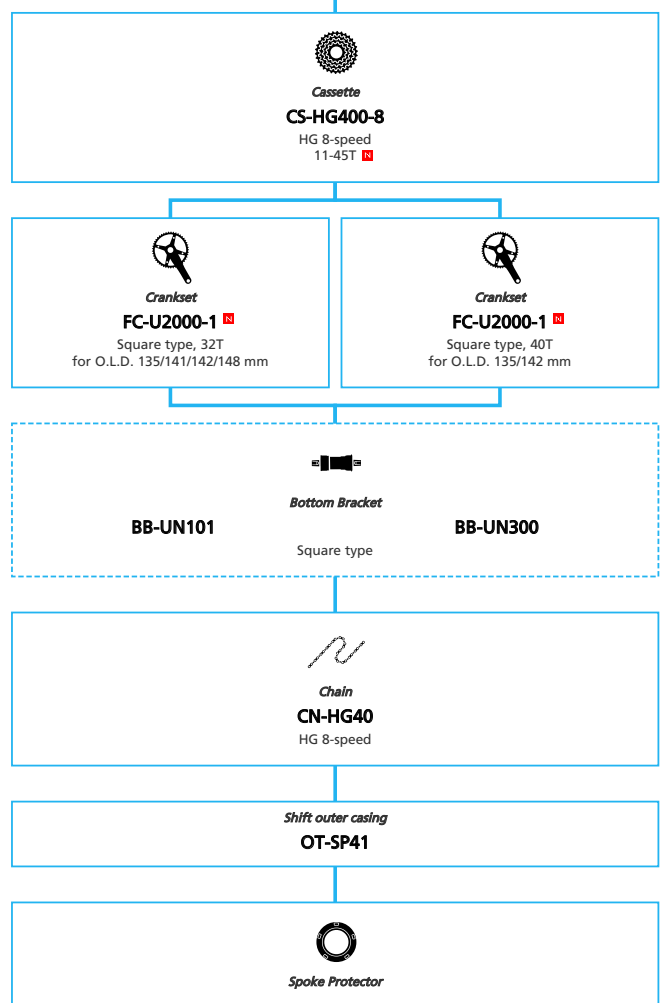 Cassette
CS-HG400-8
HG 8-speed
11-45T N
Crankset
FC-U2000-1 N
Square type, 32T
for O.L.D. 135/141/142/148 mm
Crankset
FC-U2000-1 N
Square type, 40T
for O.L.D. 135/142 mm
Bottom Bracket
BB-UN101
BB-UN300
Square type
Chain
CN-HG40
HG 8-speed
Shift outer casing
OT-SP41
Spoke Protector